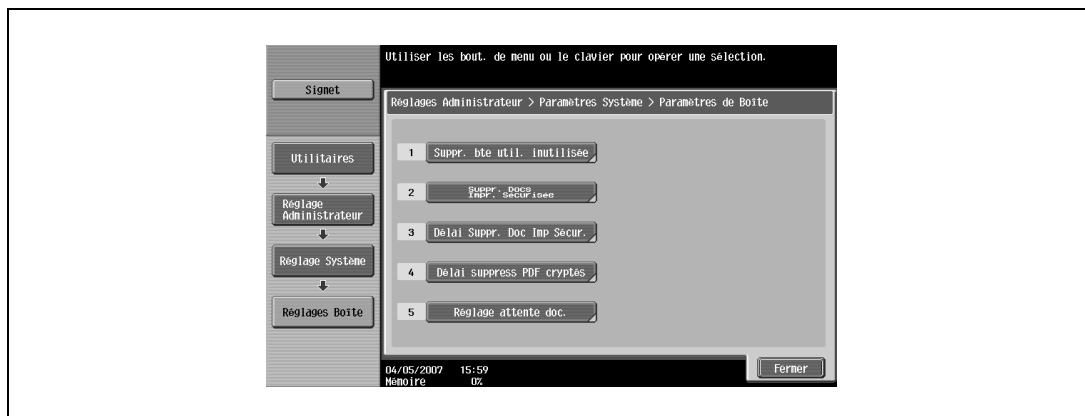 Utiliser les bout. de menu ou le clavier pour opérer une sélection.
Signet
Réglages Administrateur > Paramètres Système > Paramètres de Boîte
Utilitaires
Réglage
Administrateur
Réglage Système
Réglages Boîte
1 Suppr. bte util. inutilisée
2 Suppr. Docs
Impr. Sécurisée
3 Délai Suppr. Doc Imp Sécur.
4 Délai suppress PDF cryptés
5 Réglage attente doc.
04/05/2007 15:59
Mémoire 0%
Fermer